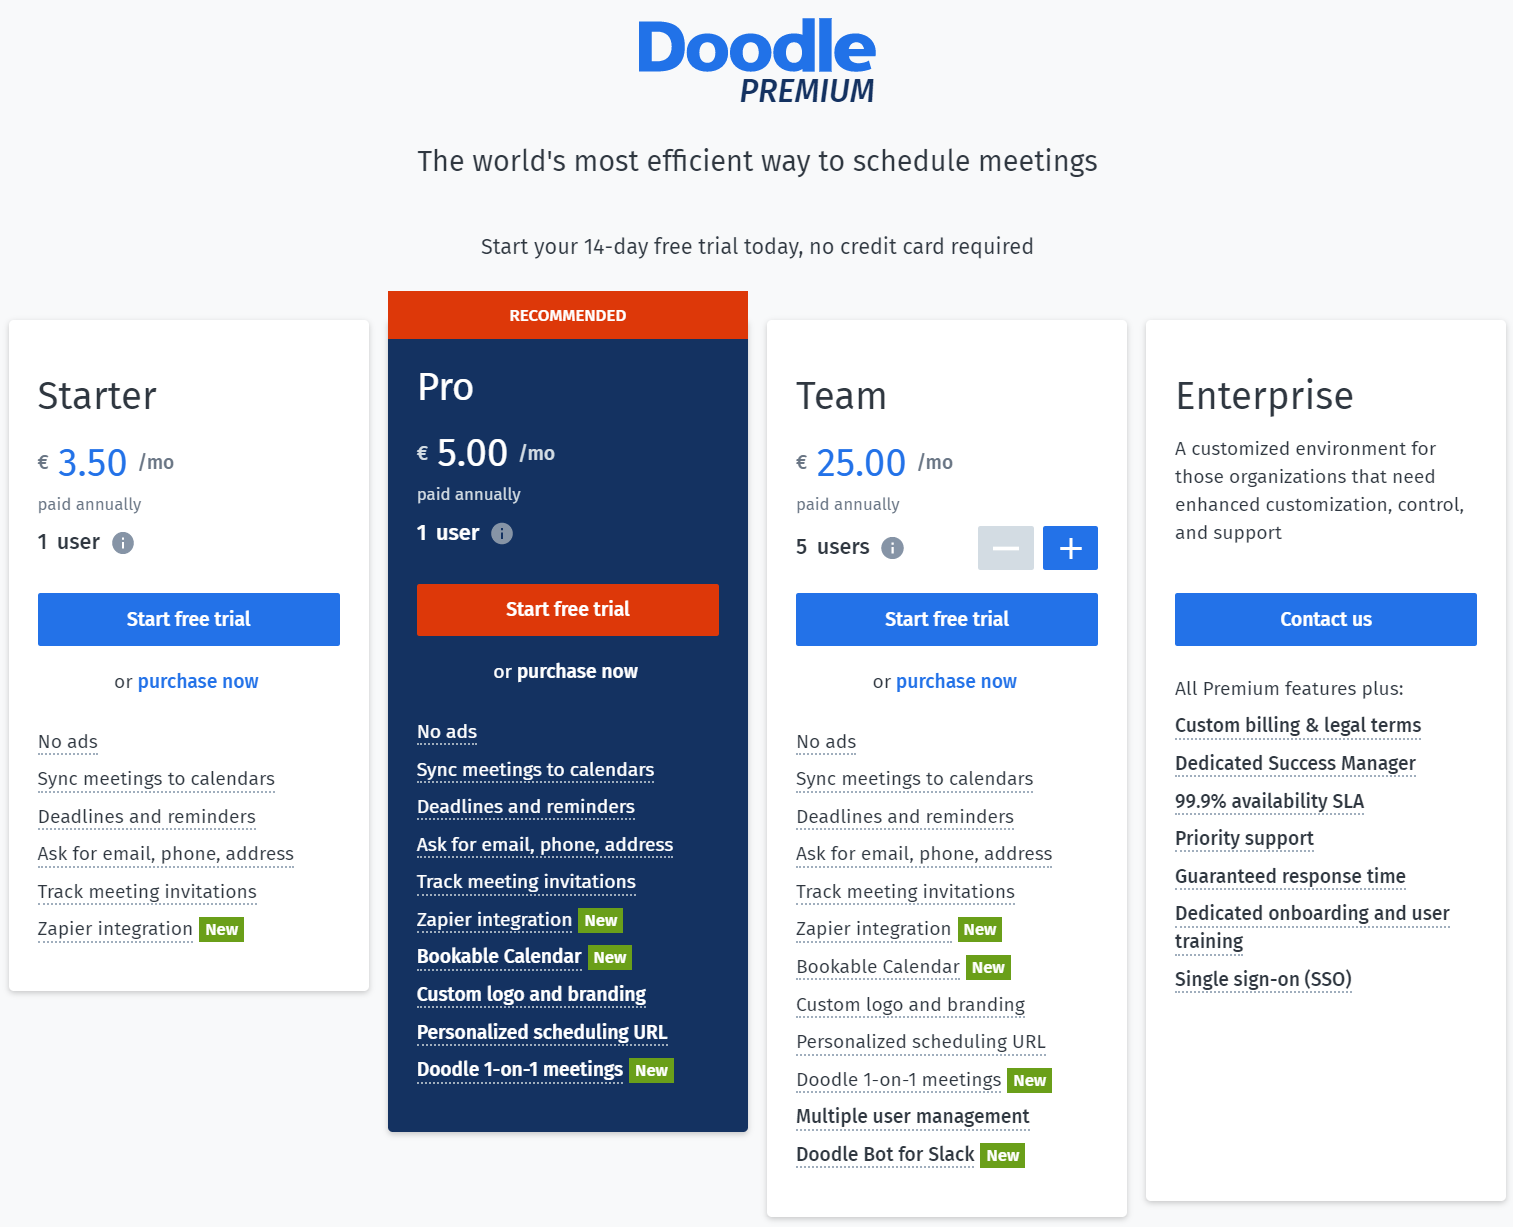 Doodle
PREMIUM
The world's most efficient way to schedule meetings
Start your 14-day free trial today, no credit card required
Starter
€ 3.50 /mo
paid annually
1 user
Start free trial
or purchase now
No ads
Sync meetings to calendars
Deadlines and reminders
Ask for email, phone, address
Track meeting invitations
Zapier integration New
RECOMMENDED
Pro
€ 5.00 /mo
paid annually
1 user
Start free trial
or purchase now
No ads
Sync meetings to calendars
Deadlines and reminders
Ask for email, phone, address
Track meeting invitations
Zapier integration New
Bookable Calendar New
Custom logo and branding
Personalized scheduling URL
Doodle 1-on-1 meetings New
Team
€ 25.00 /mo
paid annually
5 users
Start free trial
or purchase now
No ads
Sync meetings to calendars
Deadlines and reminders
Ask for email, phone, address
Track meeting invitations
Zapier integration New
Bookable Calendar New
Custom logo and branding
Personalized scheduling URL
Doodle 1-on-1 meetings New
Multiple user management
Doodle Bot for Slack New
Enterprise
A customized environment for
those organizations that need
enhanced customization, control,
and support
Contact us
All Premium features plus:
Custom billing & legal terms
Dedicated Success Manager
99.9% availability SLA
Priority support
Guaranteed response time
Dedicated onboarding and user
training
Single sign-on (SSO)